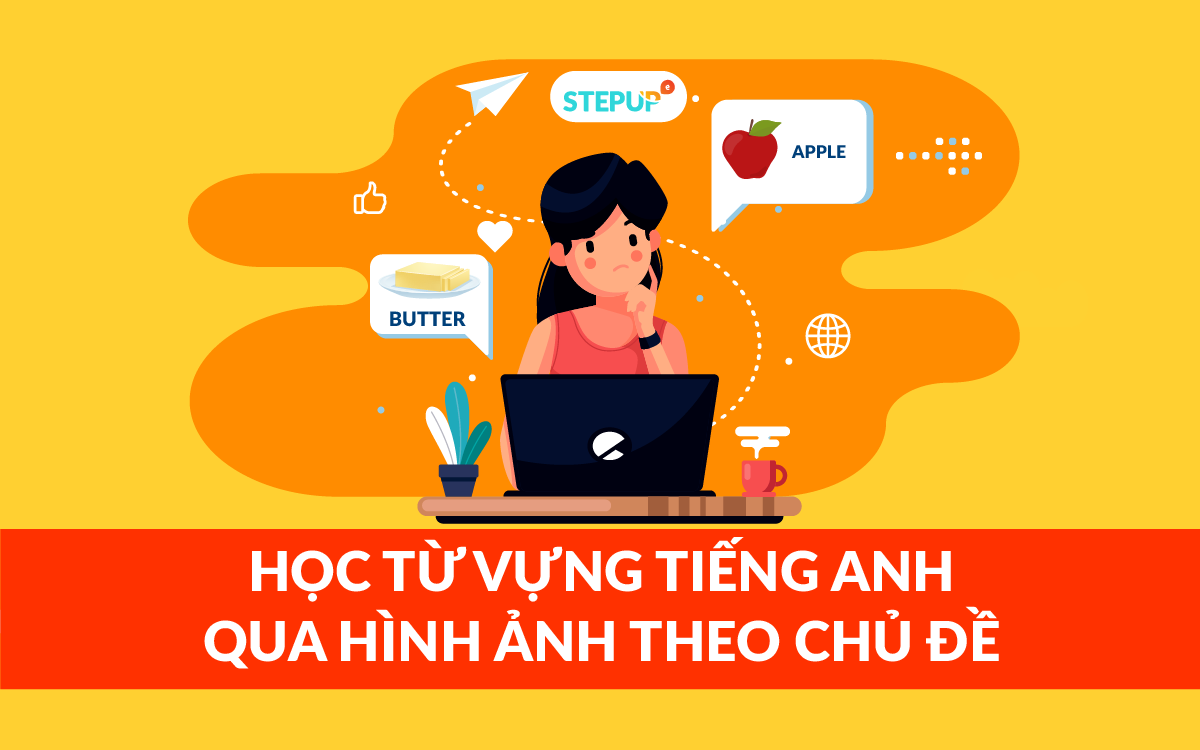 STEPUP e
APPLE
BUTTER
HỌC TỪ VỰNG TIẾNG ANH
QUA HÌNH ẢNH THEO CHỦ ĐỀ